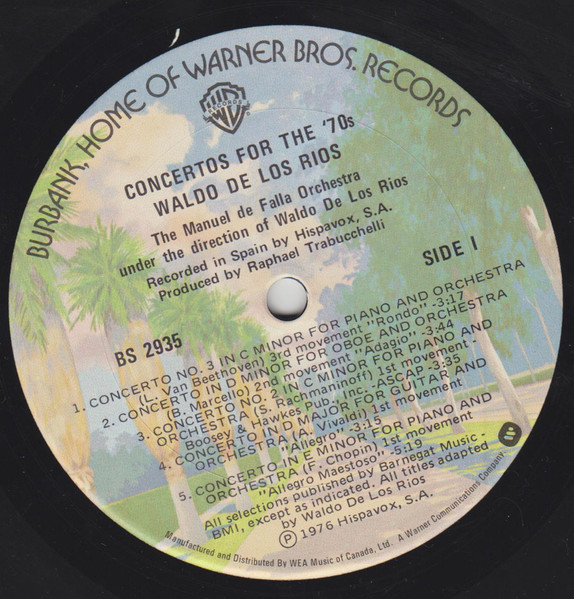 BURBANK, HOME OF WARNER BROS. RECORDS
RECORDS
CONCERTOS FOR THE '70s
WALDO DE LOS RIOS
The Manuel de Falla Orchestra
under the direction of Waldo De Los Rios
Recorded in Spain by Hispavox, S.A.
Produced by Raphael Trabucchelli
SIDE I
BS 2935
1. CONCERTO NO. 3 IN C MINOR FOR PIANO AND ORCHESTRA
(L. Van Beethoven) 3rd movement "Rondo" -3:17
2. CONCERTO IN D MINOR FOR OBOE AND ORCHESTRA
(B. Marcello) 2nd movement "Adagio" -3:44
3. CONCERTO NO. 2 IN C MINOR FOR PIANO AND
ORCHESTRA (S. Rachmaninoff) 1st movement -
Boosey & Hawkes Pub., Inc. - ASCAP -3:35
4. CONCERTO IN D MAJOR FOR GUITAR AND
ORCHESTRA (A. Vivaldi) 1st movement
"Allegro" -3:15
5. CONCERTO IN E MINOR FOR PIANO AND
ORCHESTRA (F. Chopin) 1st movement
"Allegro Maestoso" -5:19
All selections published by Barnegat Music -
BMI, except as indicated. All titles adapted
by Waldo De Los Rios
Ⓟ 1976 Hispavox, S.A.
Manufactured and Distributed By WEA Music of Canada, Ltd. A Warner Communications Company